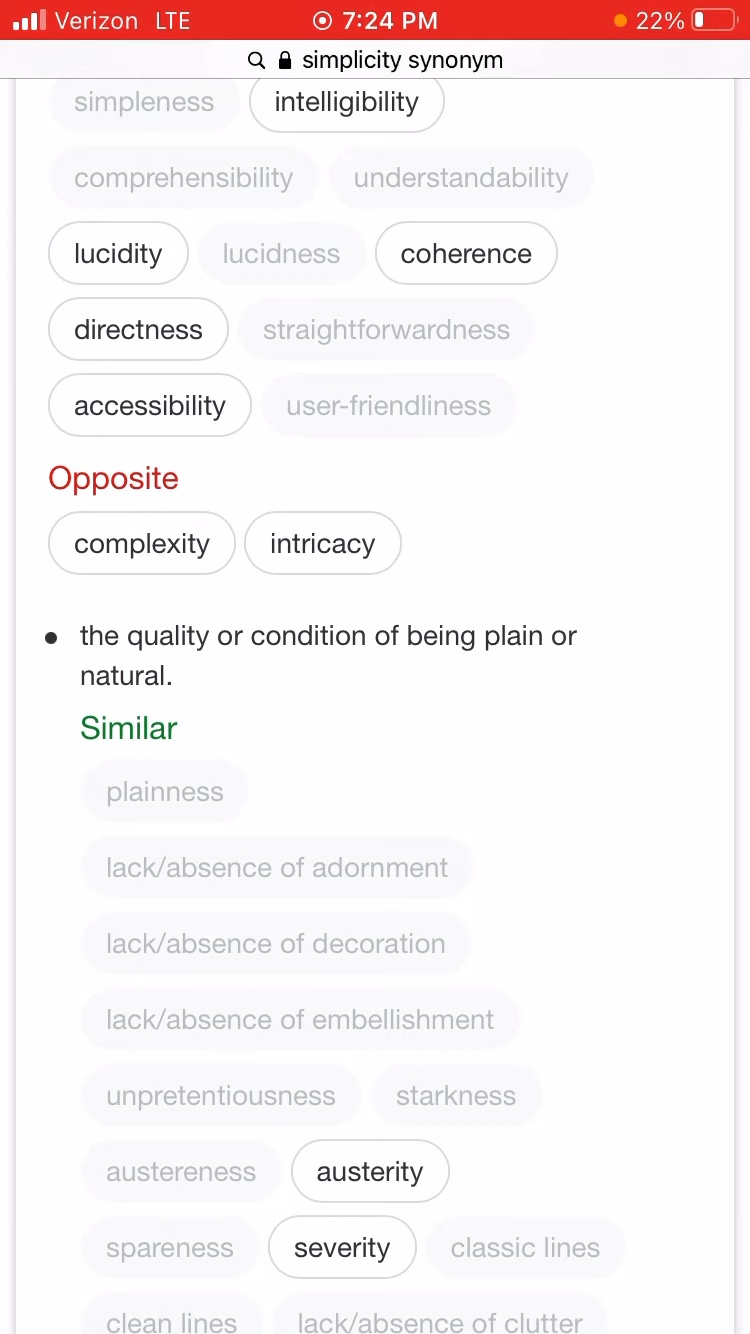 Verizon LTE 7:24 PM 22%
simplicity synonym
simpleness intelligibility
comprehensibility understandability
lucidity lucidness coherence
directness straightforwardness
accessibility user-friendliness
Opposite
complexity intricacy
• the quality or condition of being plain or
natural.
Similar
plainness
lack/absence of adornment
lack/absence of decoration
lack/absence of embellishment
unpretentiousness starkness
austereness austerity
spareness severity classic lines
clean lines lack/absence of clutter